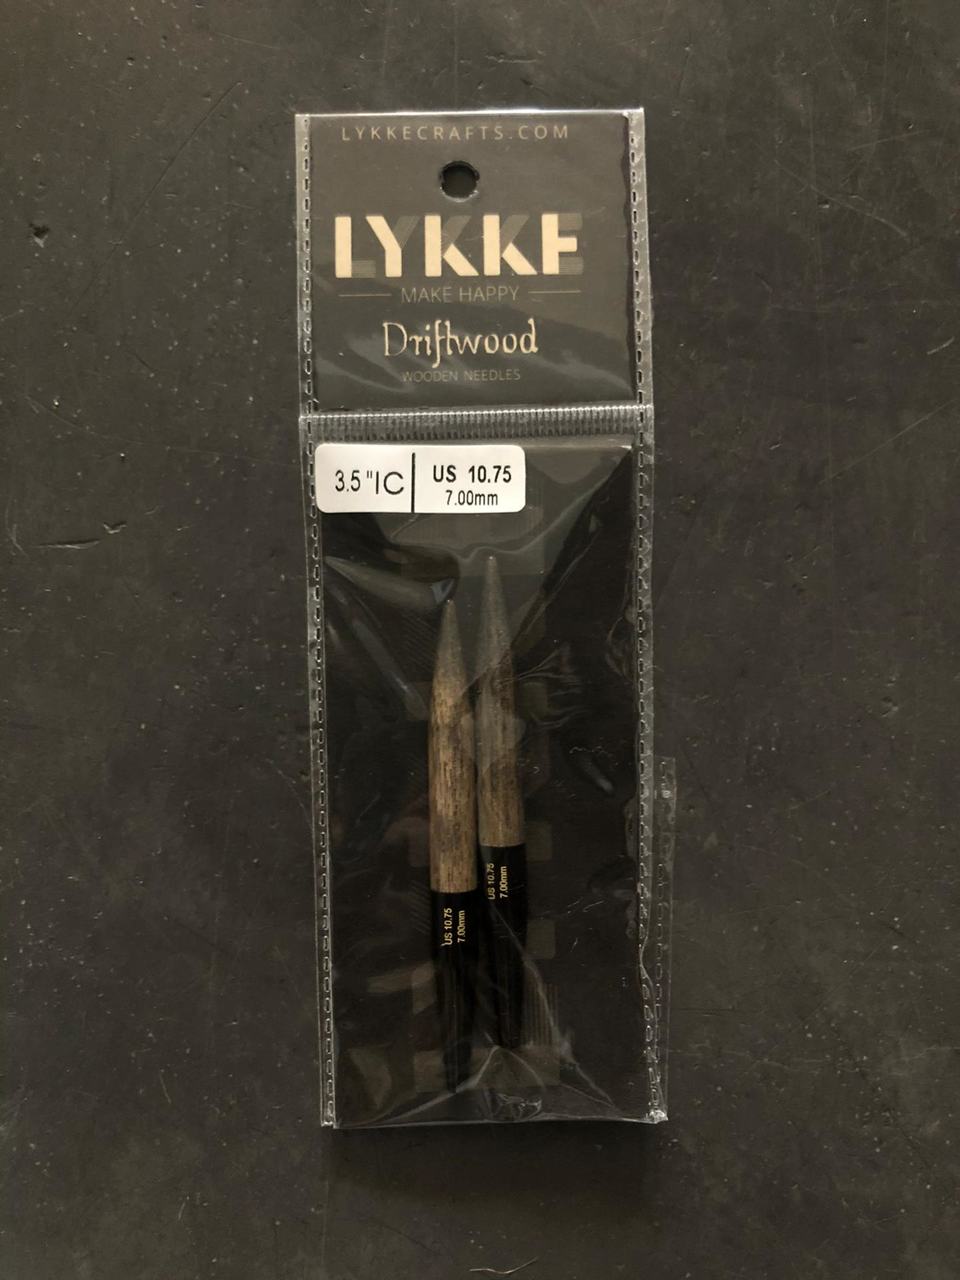 LYKKECRAFTS.COM
LYKKE
MAKE HAPPY
Driftwood
WOODEN NEEDLES
3.5 "IC
US 10.75
7.00mm
US 10.75
7.00mm
US 10.75
7.00mm